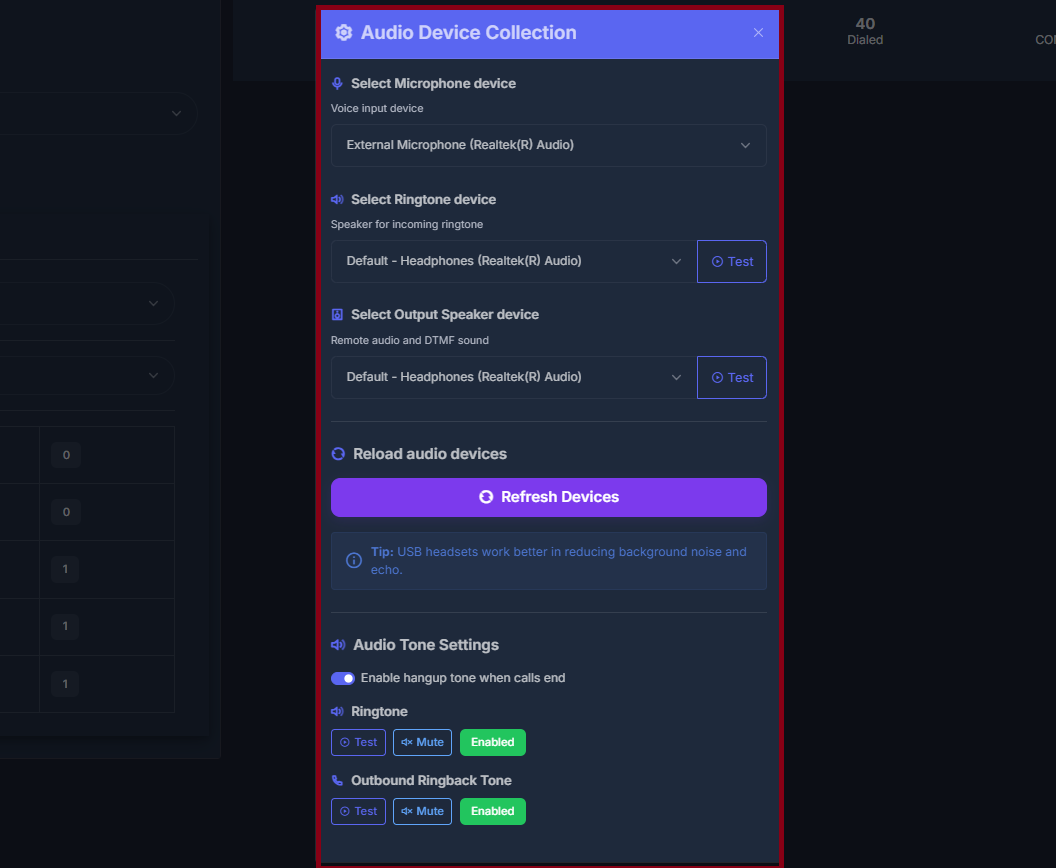 Audio Device Collection
40
Dialed
Select Microphone device
Voice input device
External Microphone (Realtek(R) Audio)
Select Ringtone device
Speaker for incoming ringtone
Default - Headphones (Realtek(R) Audio)
Test
Select Output Speaker device
Remote audio and DTMF sound
Default - Headphones (Realtek(R) Audio)
Test
Reload audio devices
Refresh Devices
Tip: USB headsets work better in reducing background noise and
echo.
Audio Tone Settings
Enable hangup tone when calls end
Ringtone
Test Mute Enabled
Outbound Ringback Tone
Test Mute Enabled
0
0
1
1
1